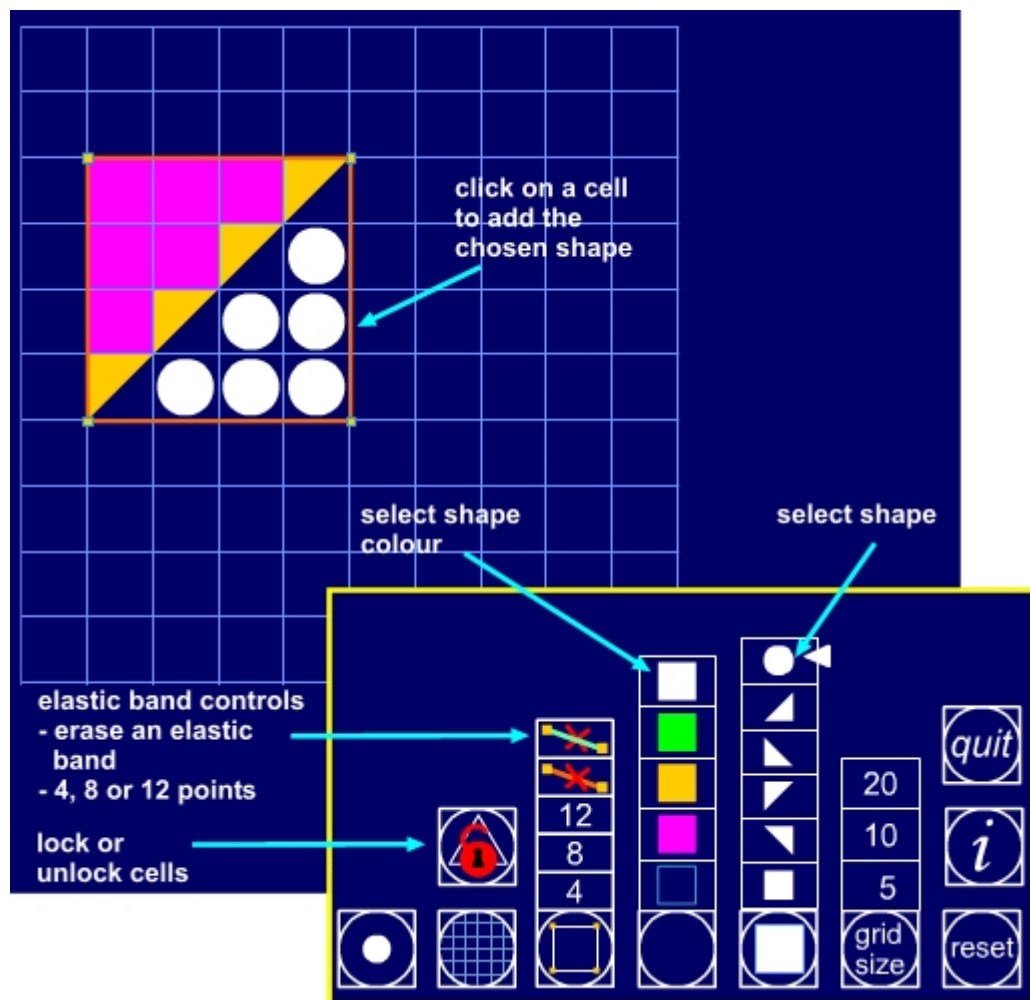 click on a cell
to add the
chosen shape
select shape
colour
select shape
elastic band controls
- erase an elastic
band
- 4, 8 or 12 points
lock or
unlock cells
12
8
4
20
10
5
grid
size
quit
i
reset